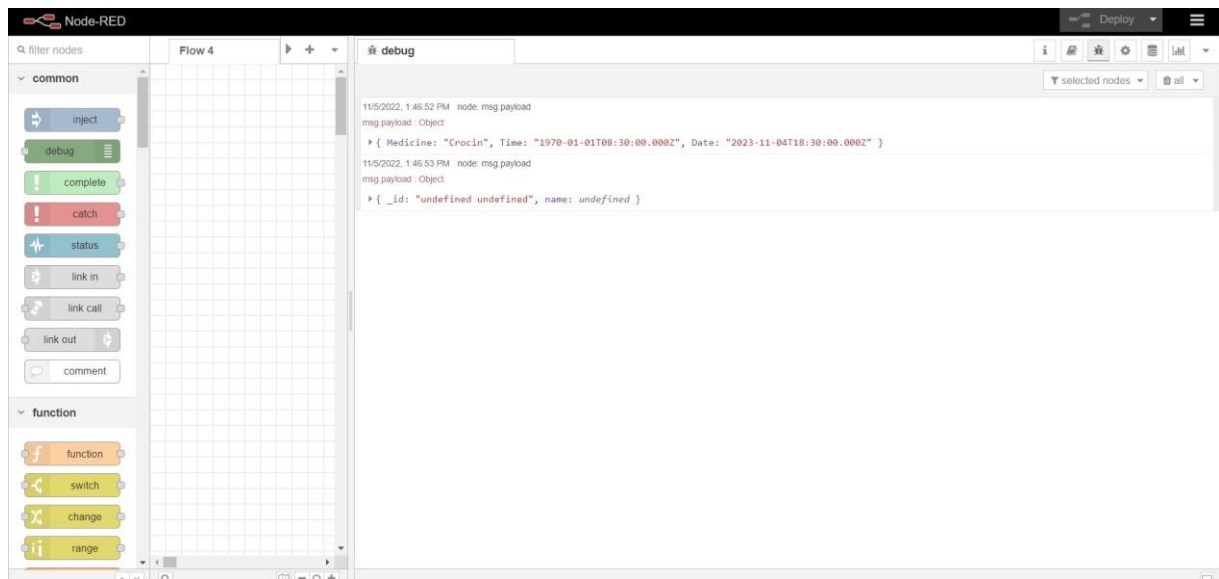 Node-RED
Deploy
filter nodes
Flow 4
debug
i
common
selected nodes
all
inject
debug
complete
catch
status
link in
link call
link out
comment
function
function
switch
change
range
11/5/2022, 1:46:52 PM node: msg.payload
msg.payload : Object
{ Medicine: "Crocin", Time: "1970-01-01T08:30:00.000Z", Date: "2023-11-04T18:30:00.000Z" }
11/5/2022, 1:46:53 PM node: msg.payload
msg.payload : Object
{ _id: "undefined undefined", name: undefined }